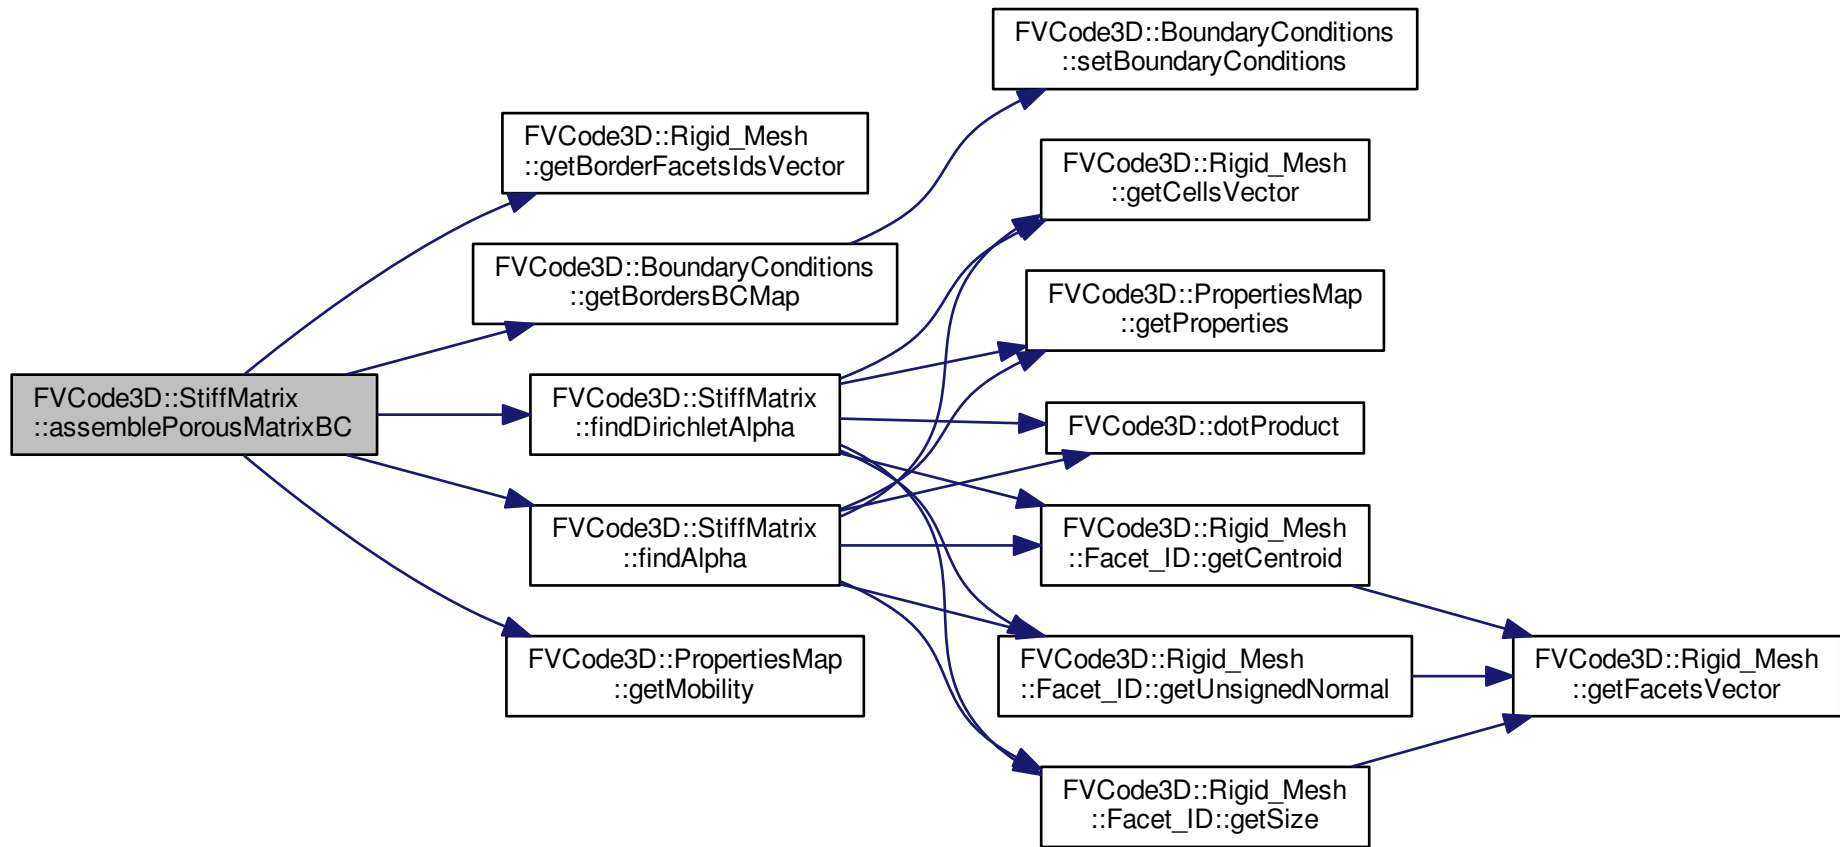 FVCode3D::StiffMatrix
::assemblePorousMatrixBC
FVCode3D::Rigid_Mesh
::getBorderFacetsIdsVector
FVCode3D::BoundaryConditions
::getBordersBCMap
FVCode3D::StiffMatrix
::findDirichletAlpha
FVCode3D::StiffMatrix
::findAlpha
FVCode3D::PropertiesMap
::getMobility
FVCode3D::BoundaryConditions
::setBoundaryConditions
FVCode3D::Rigid_Mesh
::getCellsVector
FVCode3D::PropertiesMap
::getProperties
FVCode3D::dotProduct
FVCode3D::Rigid_Mesh
::Facet_ID::getCentroid
FVCode3D::Rigid_Mesh
::Facet_ID::getUnsignedNormal
FVCode3D::Rigid_Mesh
::Facet_ID::getSize
FVCode3D::Rigid_Mesh
::getFacetsVector